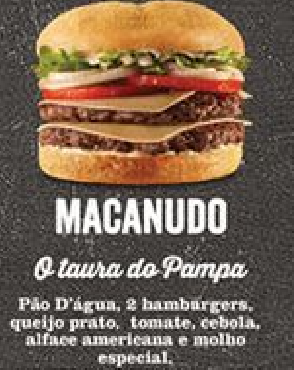 MACANUDO
O taura do Pampa
Pão D'água, 2 hambúrgers,
queijo prato, tomate, cebola,
alface americana e molho
especial.